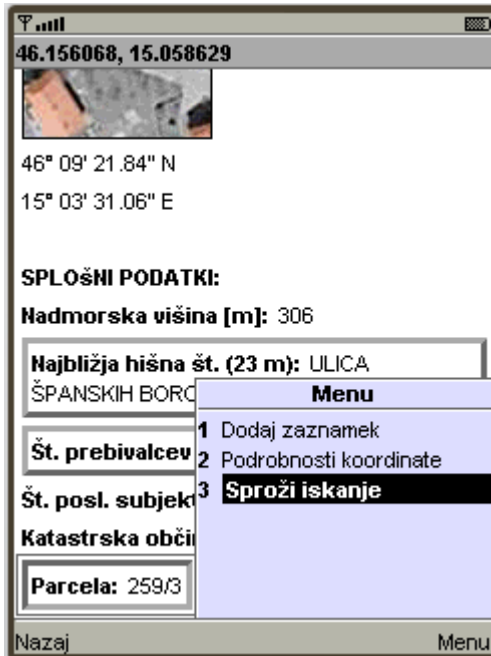 46.156068, 15.058629
46° 09' 21.84" N
15° 03' 31.06" E
SPLOšNI PODATKI:
Nadmorska višina [m]: 306
Najbližja hišna št. (23 m): ULICA
ŠPANSKIH BORC
Menu
1 Dodaj zaznamek
2 Podrobnosti koordinate
3 Sproži iskanje
Št. prebivalcev
Št. posl. subjekt
Katastrska obči
Parcela: 259/3
Nazaj
Menu